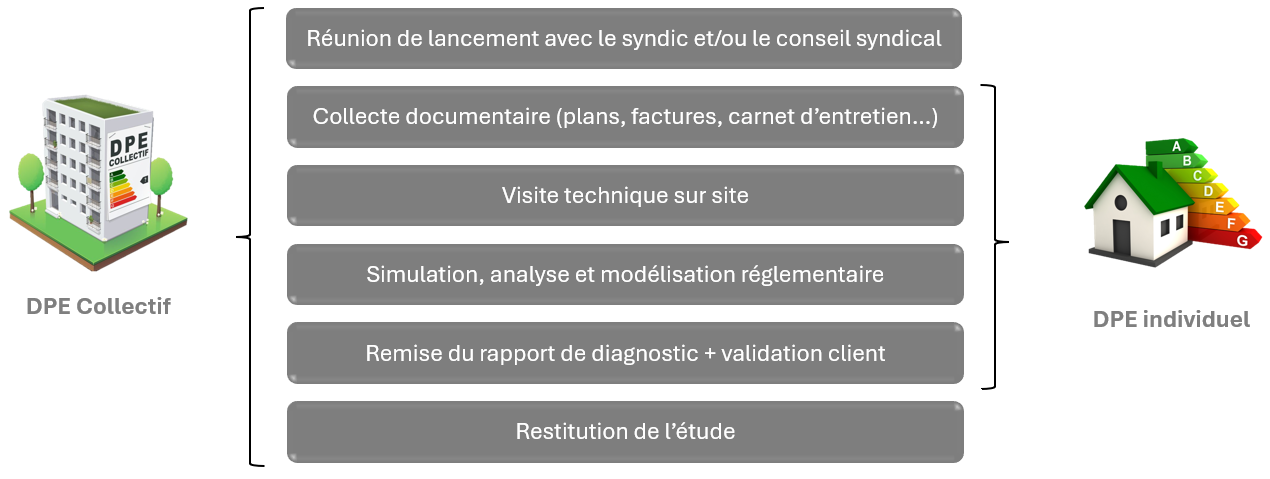 Réunion de lancement avec le syndic et/ou le conseil syndical
Collecte documentaire (plans, factures, carnet d’entretien…)
Visite technique sur site
Simulation, analyse et modélisation réglementaire
Remise du rapport de diagnostic + validation client
Restitution de l’étude
DPE
COLLECTIF
DPE Collectif
A
B
C
D
E
F
G
DPE individuel